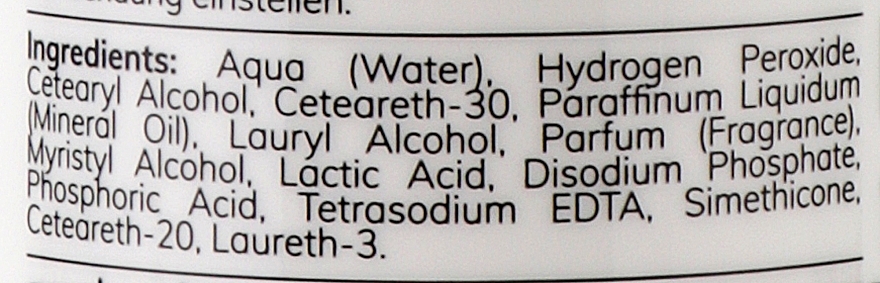 einstellen.
Ingredients: Aqua (Water), Hydrogen Peroxide,
Cetearyl Alcohol, Ceteareth-30, Paraffinum Liquidum
(Mineral Oil), Lauryl Alcohol, Parfum (Fragrance),
Myristyl Alcohol, Lactic Acid, Disodium Phosphate,
Phosphoric Acid, Tetrasodium EDTA, Simethicone,
Ceteareth-20, Laureth-3.